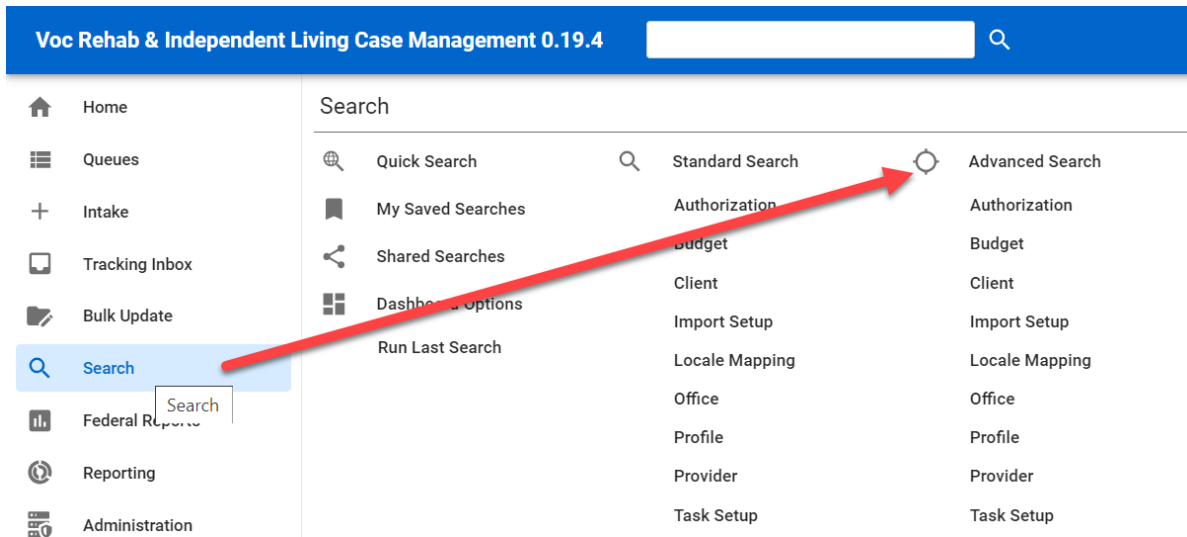 Voc Rehab & Independent Living Case Management 0.19.4
Home
Queues
Intake
Tracking Inbox
Bulk Update
Search
Search
Federal Reports
Reporting
Administration
Search
Quick Search
My Saved Searches
Shared Searches
Dashboard Options
Run Last Search
Standard Search
Authorization
Budget
Client
Import Setup
Locale Mapping
Office
Profile
Provider
Task Setup
Advanced Search
Authorization
Budget
Client
Import Setup
Locale Mapping
Office
Profile
Provider
Task Setup